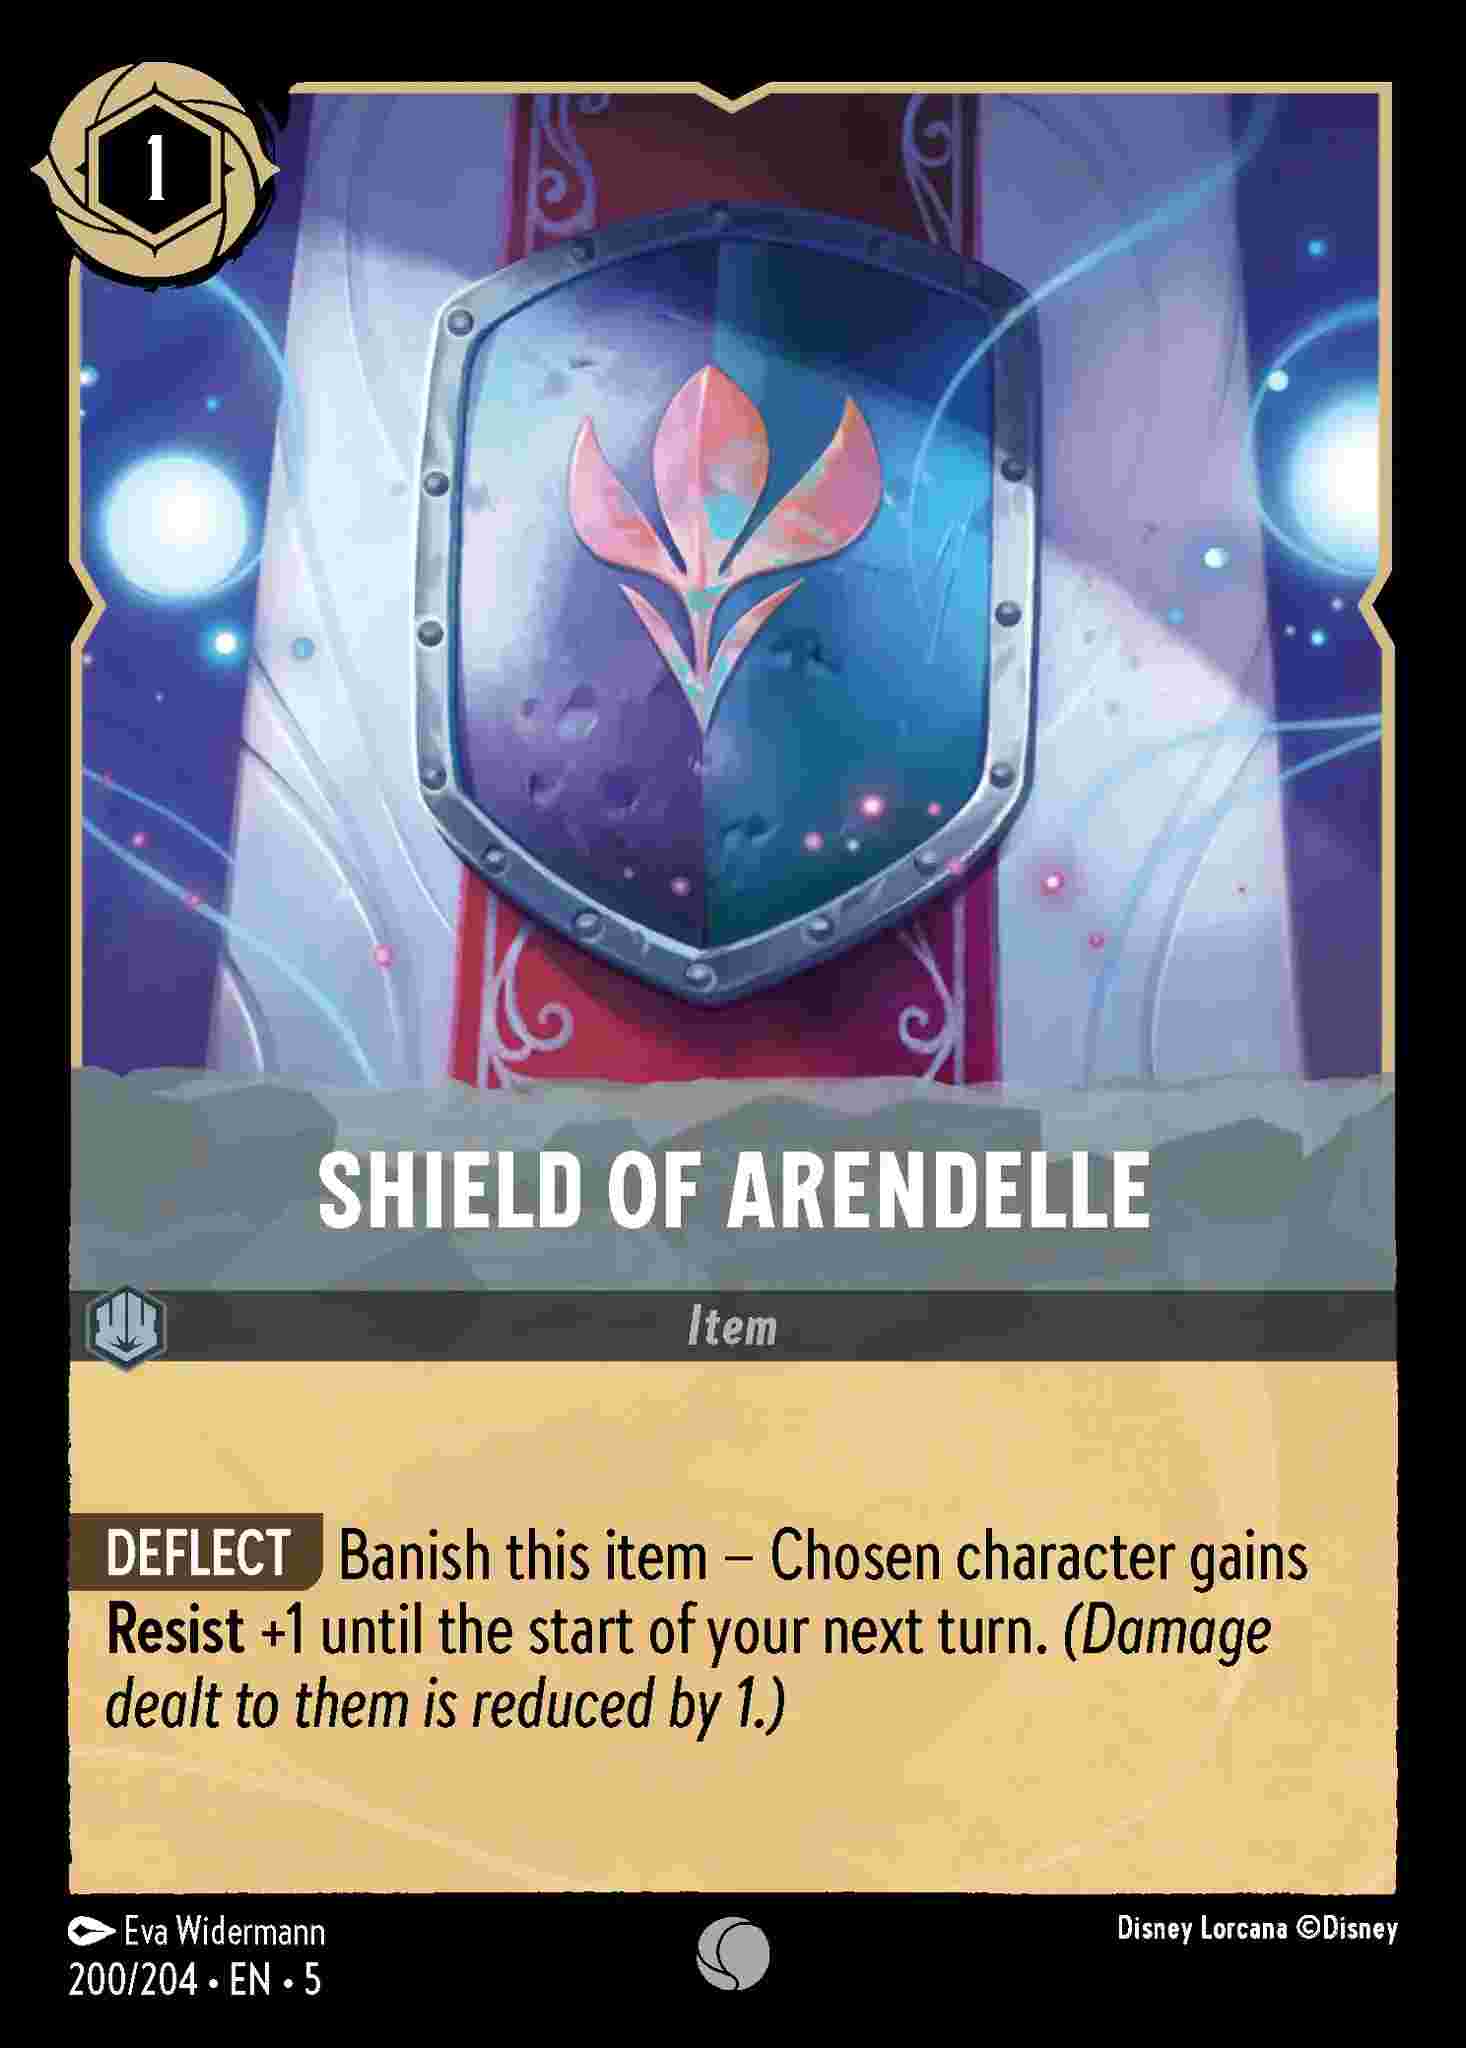 1
SHIELD OF ARENDELLE
Item
DEFLECT Banish this item – Chosen character gains
Resist +1 until the start of your next turn. (Damage
dealt to them is reduced by 1.)
Eva Widermann
Disney Lorcana ©Disney
200/204 • EN • 5